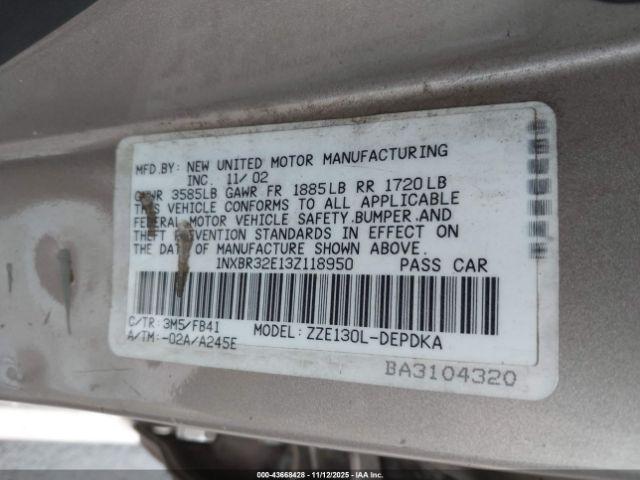 MFD.BY: NEW UNITED MOTOR MANUFACTURING
INC. 11/02
GVWR 3585LB GAWR FR 1885LB RR 1720LB
THIS VEHICLE CONFORMS TO ALL APPLICABLE
FEDERAL MOTOR VEHICLE SAFETY,BUMPER,AND
THEFT PREVENTION STANDARDS IN EFFECT ON
THE DATE OF MANUFACTURE SHOWN ABOVE.
1NXBR32E13Z118950 PASS CAR
C/TR: 3M5/FB41 MODEL: ZZE130L-DEPDKA
A/TM: -02A/A245E
BA3104320
000-43668428 - 11/12/2025 - IAA Inc.